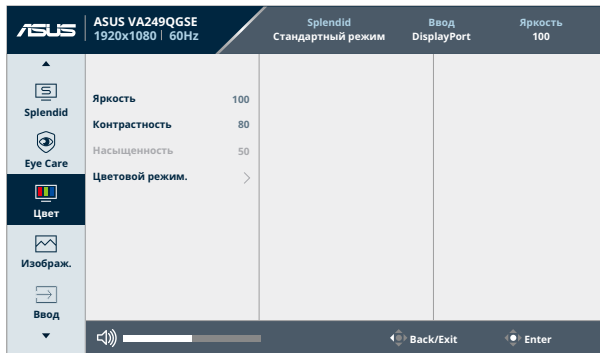 ASUS
ASUS VA249QGSE
1920x1080 | 60Hz
Splendid
Стандартный режим
Ввод
DisplayPort
Яркость
100
Splendid
Eye Care
Цвет
Изображ.
Ввод
Яркость 100
Контрастность 80
Насыщенность 50
Цветовой режим.
Back/Exit
Enter